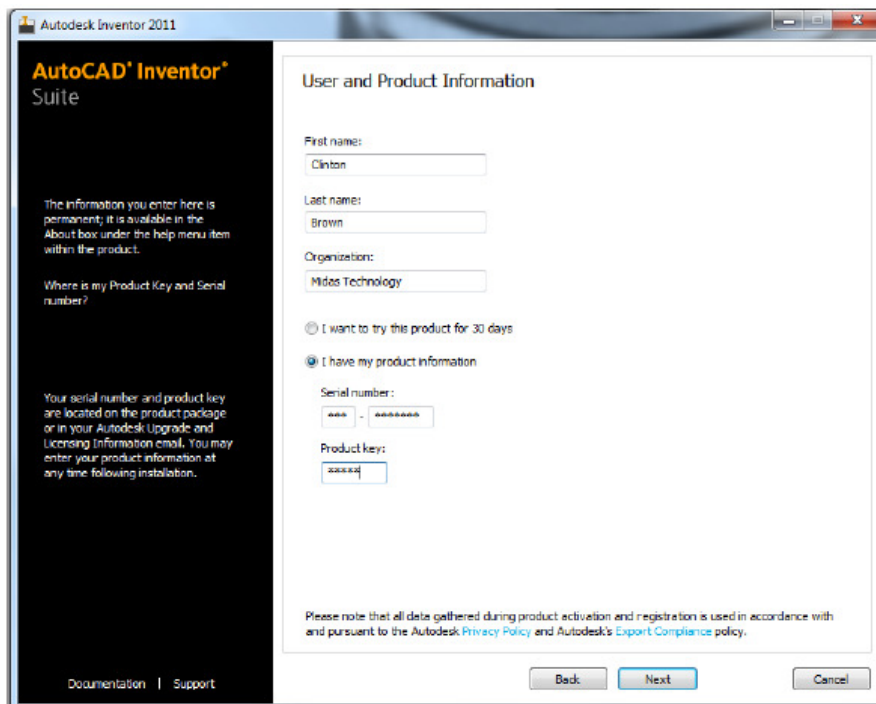 Autodesk Inventor 2011
AutoCAD® Inventor®
Suite
The information you enter here is
permanent; it is available in the
About box under the help menu item
within the product.
Where is my Product Key and Serial
number?
Your serial number and product key
are located on the product package
or in your Autodesk Upgrade and
Licensing Information email. You may
enter your product information at
any time following installation.
Documentation | Support
User and Product Information
First name:
Clinton
Last name:
Brown
Organization:
Midas Technology
I want to try this product for 30 days
I have my product information
Serial number:
*** - *******
Product key:
*****
Please note that all data gathered during product activation and registration is used in accordance with
and pursuant to the Autodesk Privacy Policy and Autodesk's Export Compliance policy.
Back Next Cancel